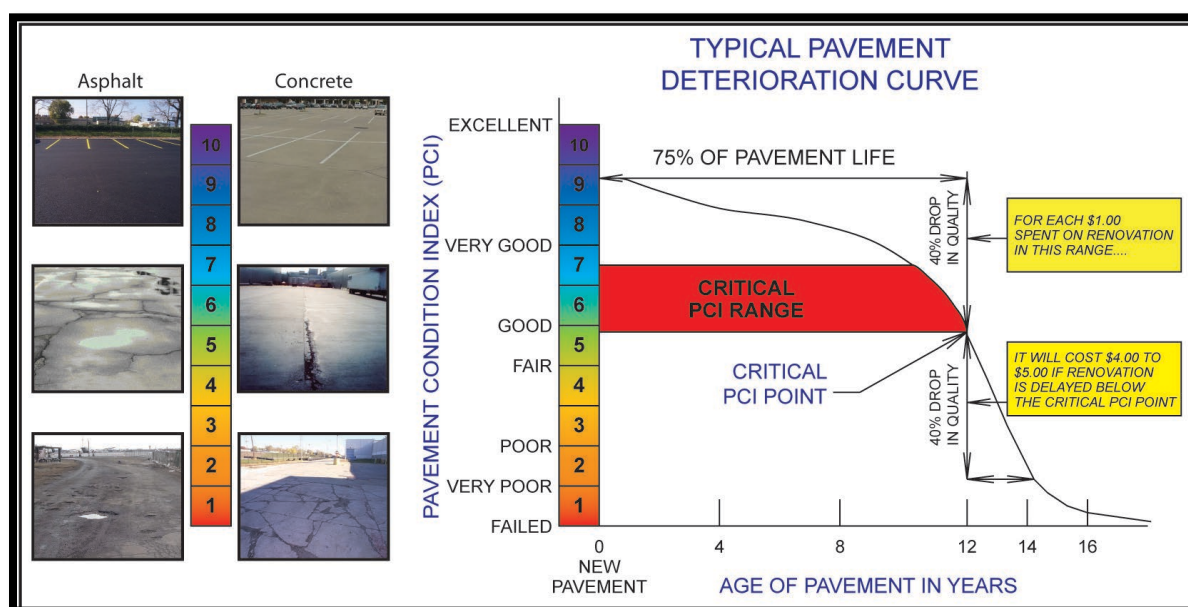 TYPICAL PAVEMENT
DETERIORATION CURVE
Asphalt
Concrete
10
9
8
7
6
5
4
3
2
1
PAVEMENT CONDITION INDEX (PCI)
EXCELLENT
VERY GOOD
GOOD
FAIR
POOR
VERY POOR
FAILED
10
9
8
7
6
5
4
3
2
1
75% OF PAVEMENT LIFE
CRITICAL
PCI RANGE
CRITICAL
PCI POINT
40% DROP
IN QUALITY
40% DROP
IN QUALITY
FOR EACH $1.00
SPENT ON RENOVATION
IN THIS RANGE....
IT WILL COST $4.00 TO
$5.00 IF RENOVATION
IS DELAYED BELOW
THE CRITICAL PCI POINT
0
4
8
12
14
16
NEW
PAVEMENT
AGE OF PAVEMENT IN YEARS